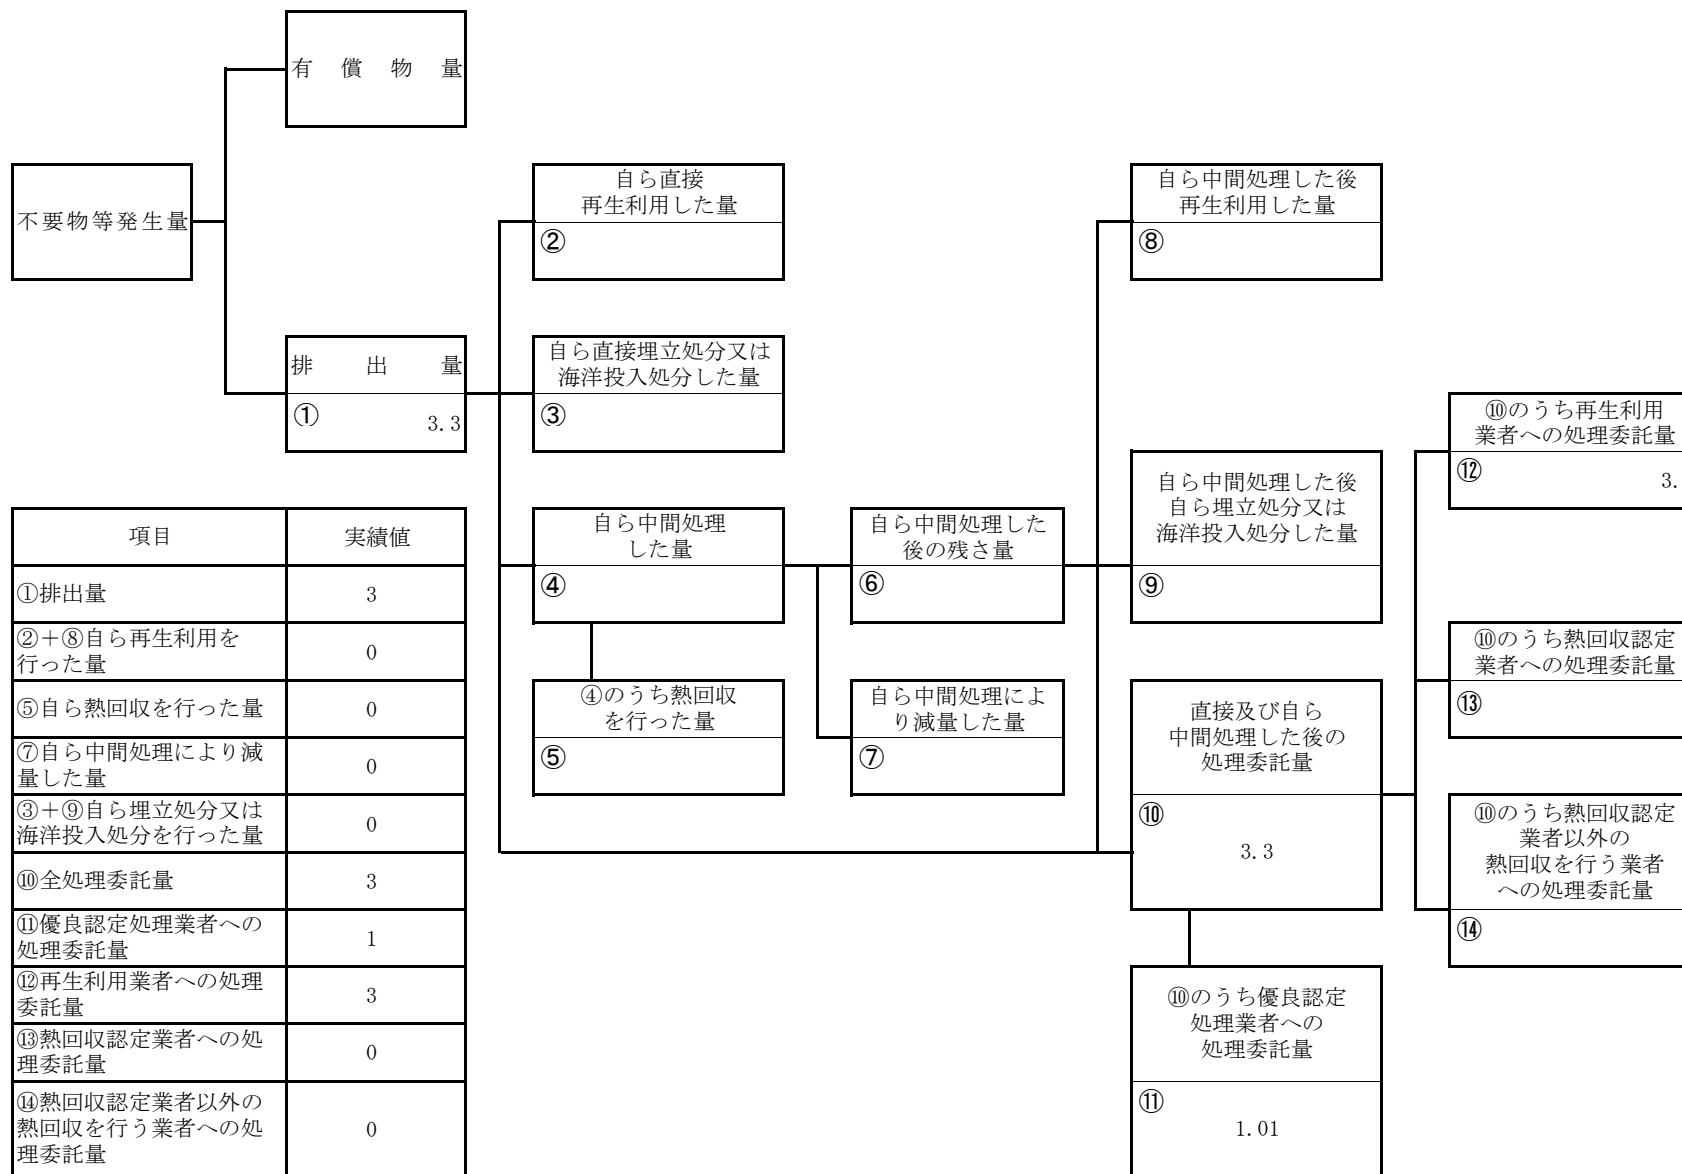 有償物量
不要物等発生量
排出量
①
3.3
自ら直接
再生利用した量
②
自ら直接埋立処分又は
海洋投入処分した量
③
自ら中間処理
した量
④
④のうち熱回収
を行った量
⑤
自ら中間処理した
後の残さ量
⑥
自ら中間処理によ
り減量した量
⑦
自ら中間処理した後
再生利用した量
⑧
自ら中間処理した後
自ら埋立処分又は
海洋投入処分した量
⑨
直接及び自ら
中間処理した後の
処理委託量
⑩
3.3
⑩のうち優良認定
処理業者への
処理委託量
⑪
1.01
⑩のうち再生利用
業者への処理委託量
⑫
3.
⑩のうち熱回収認定
業者への処理委託量
⑬
⑩のうち熱回収認定
業者以外の
熱回収を行う業者
への処理委託量
⑭
項目 実績値
①排出量 3
②+⑧自ら再生利用を
行った量 0
⑤自ら熱回収を行った量 0
⑦自ら中間処理により減
量した量 0
③+⑨自ら埋立処分又は
海洋投入処分を行った量 0
⑩全処理委託量 3
⑪優良認定処理業者への
処理委託量 1
⑫再生利用業者への処理
委託量 3
⑬熱回収認定業者への処
理委託量 0
⑭熱回収認定業者以外の
熱回収を行う業者への処
理委託量 0